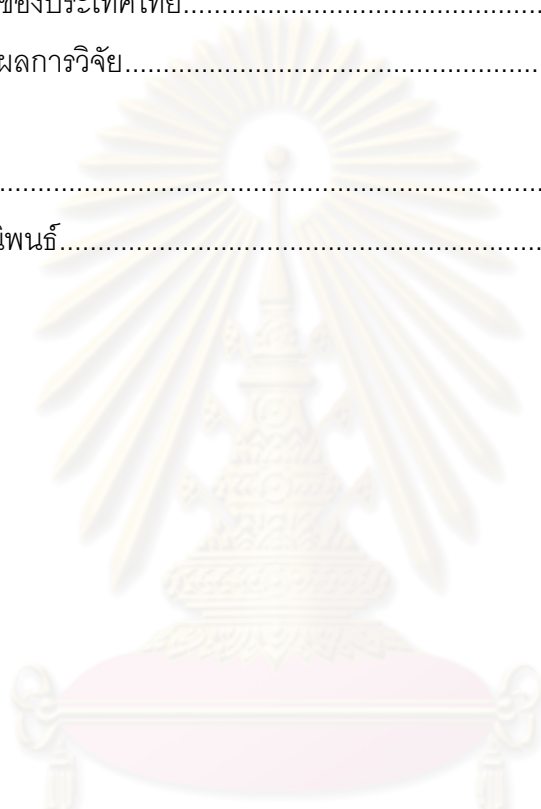 ของประเทศไทย..............................................
ผลการวิจัย.....................................................
.....................................................................
นิพนธ์..............................................................